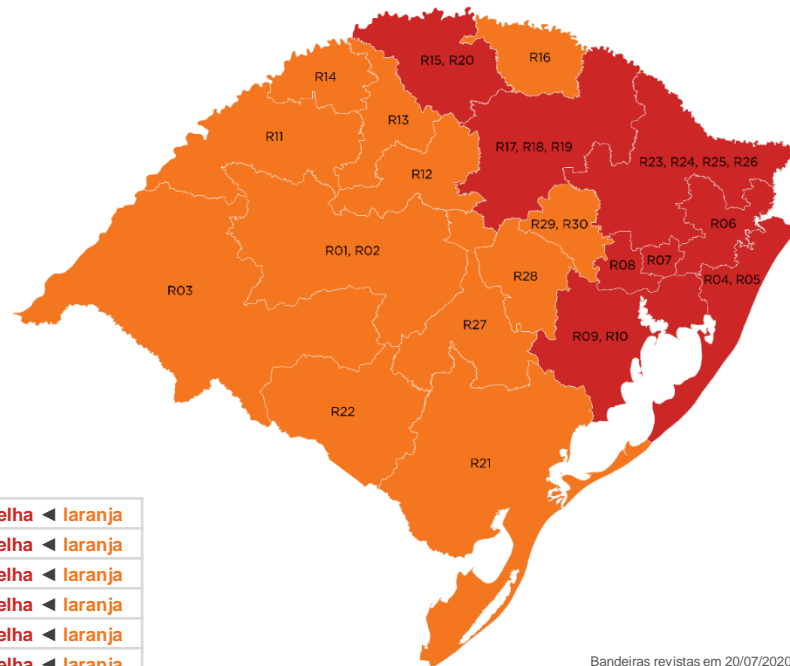 R16
R15, R20
R14
R13
R11
R17, R18, R19
R23, R24, R25, R26
R12
R29, R30
R06
R01, R02
R08
R07
R28
R04, R05
R03
R27
R09, R10
R22
R21
elha ◄ laranja
elha ◄ laranja
elha ◄ laranja
elha ◄ laranja
elha ◄ laranja
elha ◄ laranja
Bandeiras revistas em 20/07/2020